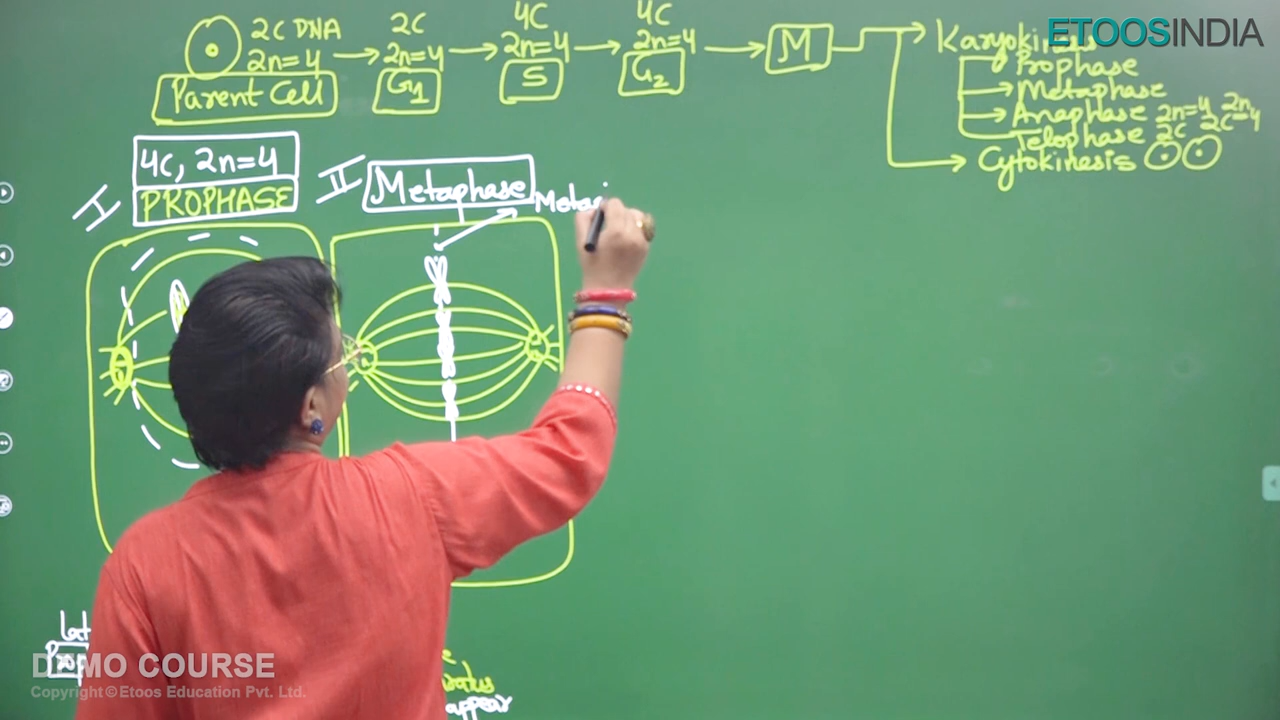 ETOOSINDIA
2C DNA 2C 4C 4C
2n=4 2n=4 2n=4 2n=4 M
Parent Cell G1 S G2
Karyokinesis
Prophase
Metaphase
Anaphase 2n=4 2n
Telophase 2C 2C=4
Cytokinesis
4C, 2n=4
I PROPHASE
II Metaphase
DEMO COURSE
Copyright © Etoos Education Pvt. Ltd.
appear